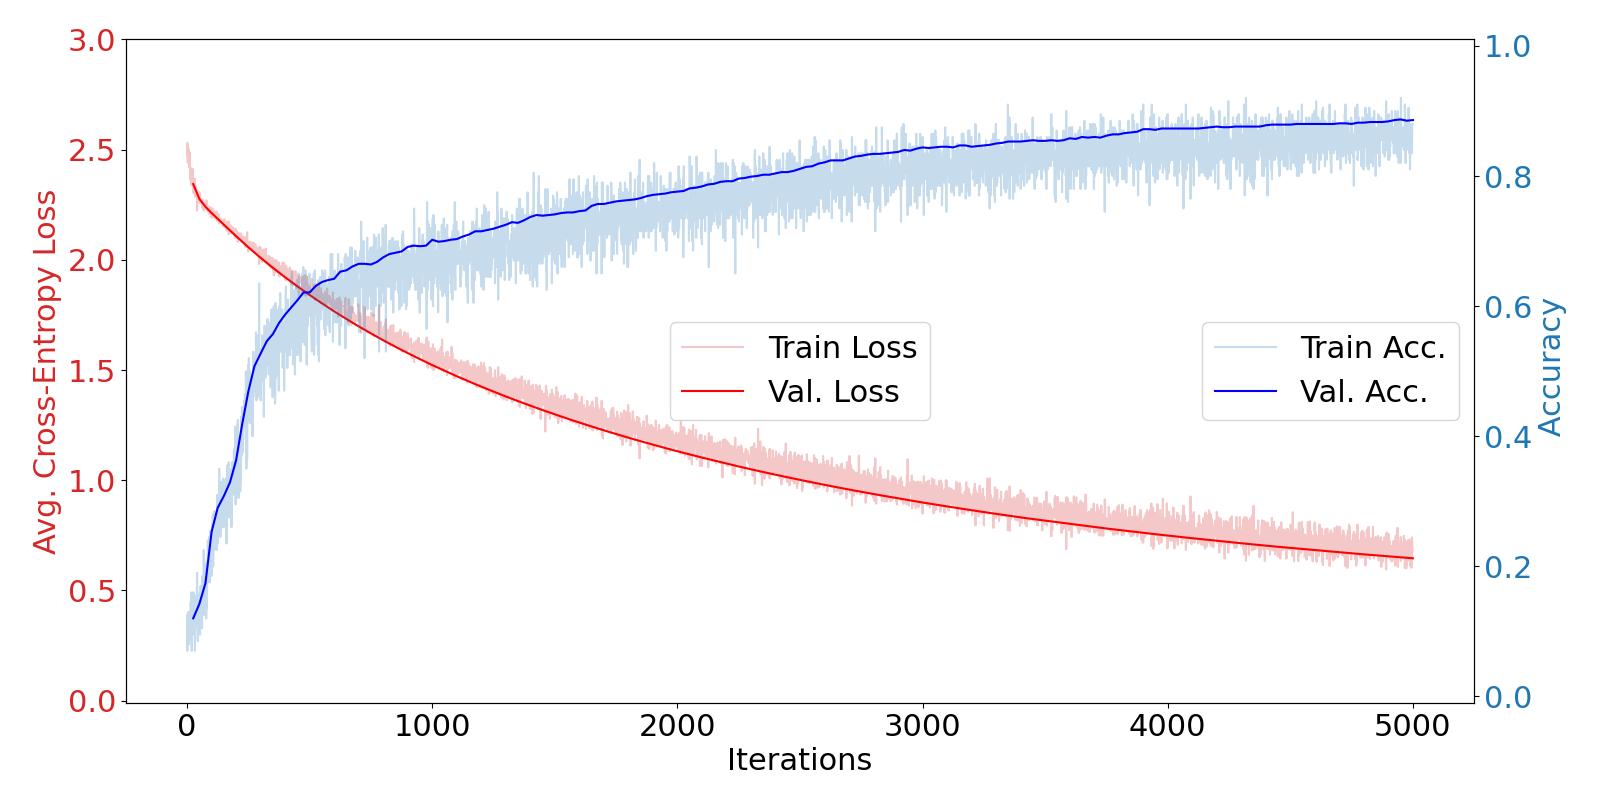 3.0
2.5
2.0
1.5
1.0
0.5
0.0
Avg. Cross-Entropy Loss
1.0
0.8
0.6
0.4
0.2
0.0
Accuracy
Train Loss
Val. Loss
Train Acc.
Val. Acc.
0 1000 2000 3000 4000 5000
Iterations